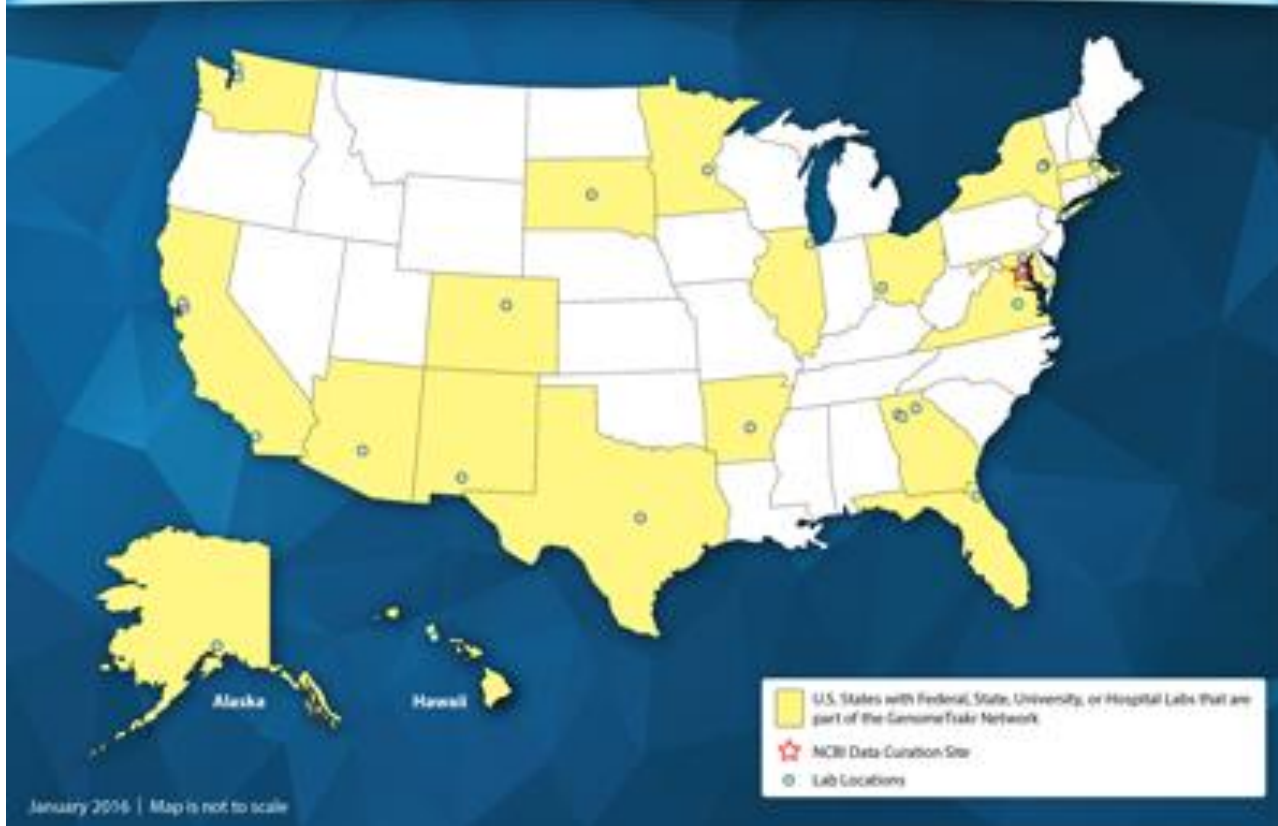 Alaska
Hawaii
U.S. States with Federal, State, University, or Hospital Labs that are
part of the GenomeTrakr Network
NCBI Data Curation Site
Lab Locations
January 2016 | Map is not to scale